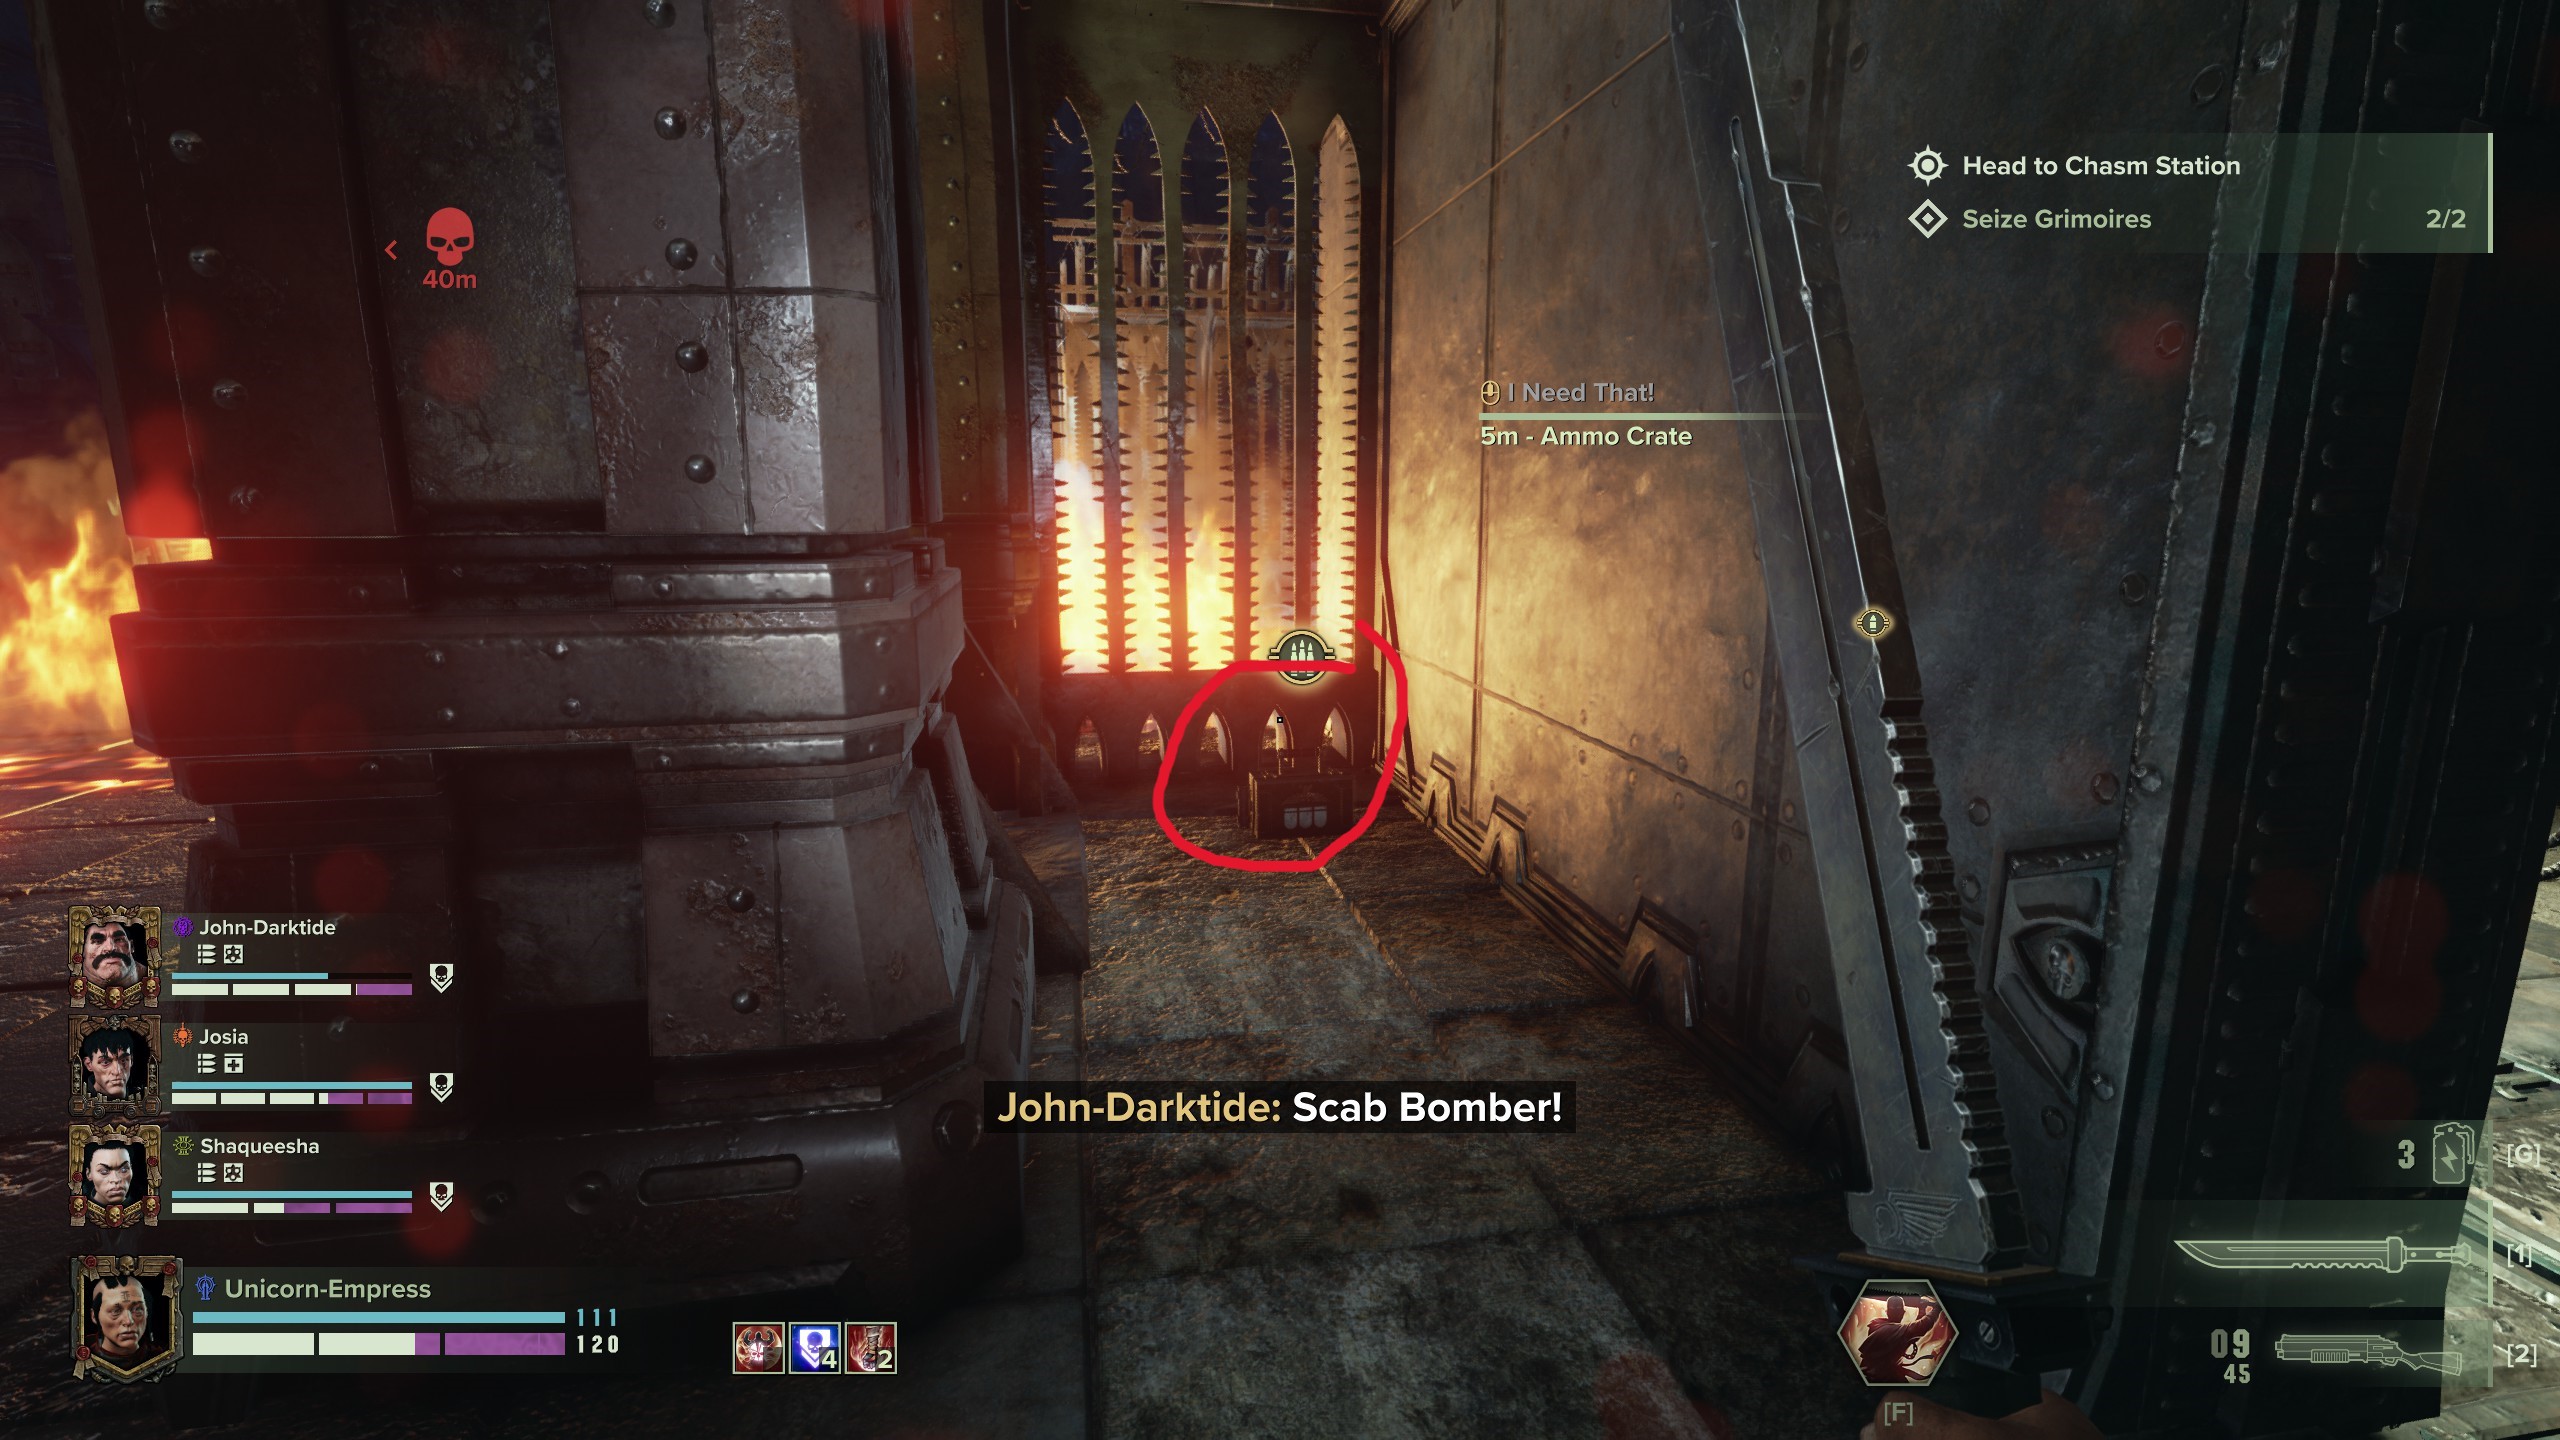 Head to Chasm Station
Seize Grimoires 2/2
< 40m
I Need That!
5m - Ammo Crate
John-Darktide
Josia
John-Darktide: Scab Bomber!
Shaqueesha
3 [G]
Unicorn-Empress
111
120
4
2
[1]
09
45
[2]
[F]